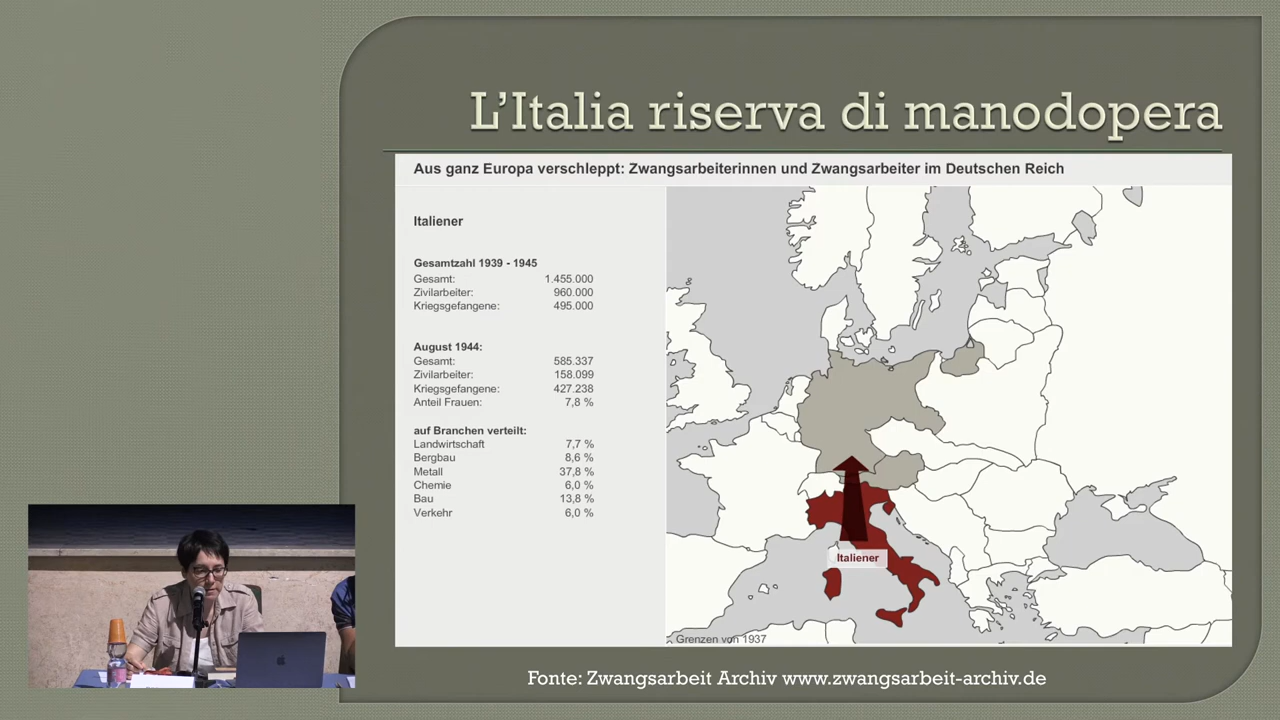 L'Italia riserva di manodopera
Aus ganz Europa verschleppt: Zwangsarbeiterinnen und Zwangsarbeiter im Deutschen Reich
Italiener
Gesamtzahl 1939 - 1945
Gesamt: 1.455.000
Zivilarbeiter: 960.000
Kriegsgefangene: 495.000
August 1944:
Gesamt: 585.337
Zivilarbeiter: 158.099
Kriegsgefangene: 427.238
Anteil Frauen: 7,8 %
auf Branchen verteilt:
Landwirtschaft 7,7 %
Bergbau 8,6 %
Metall 37,8 %
Chemie 6,0 %
Bau 13,8 %
Verkehr 6,0 %
Italiener
Grenzen von 1937
Fonte: Zwangsarbeit Archiv www.zwangsarbeit-archiv.de